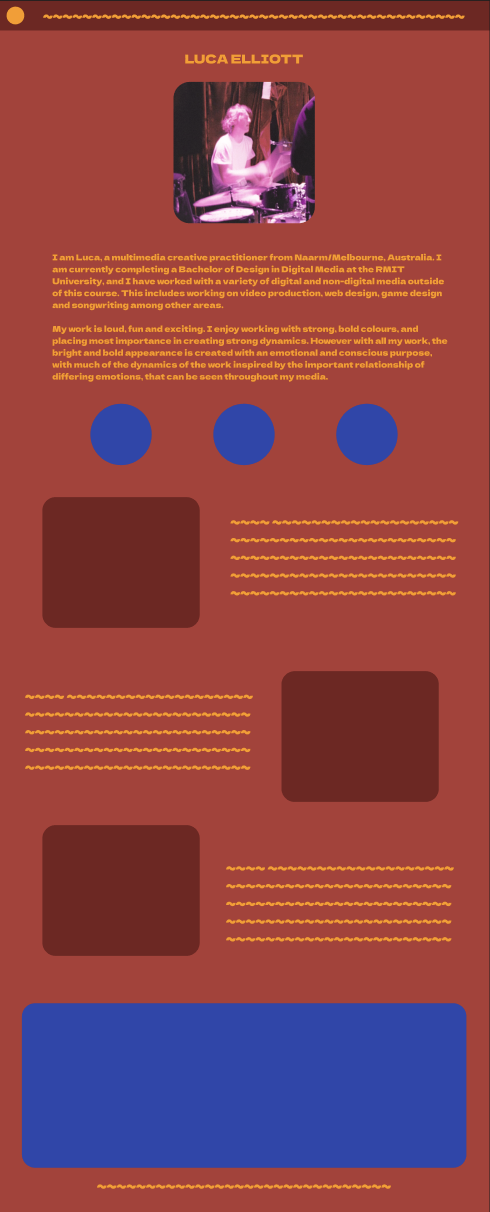 LUCA ELLIOTT
I am Luca, a multimedia creative practitioner from Naarm/Melbourne, Australia. I
am currently completing a Bachelor of Design in Digital Media at the RMIT
University, and I have worked with a variety of digital and non-digital media outside
of this course. This includes working on video production, web design, game design
and songwriting among other areas.
My work is loud, fun and exciting. I enjoy working with strong, bold colours, and
placing most importance in creating strong dynamics. However with all my work, the
bright and bold appearance is created with an emotional and conscious purpose,
with much of the dynamics of the work inspired by the important relationship of
differing emotions, that can be seen throughout my media.